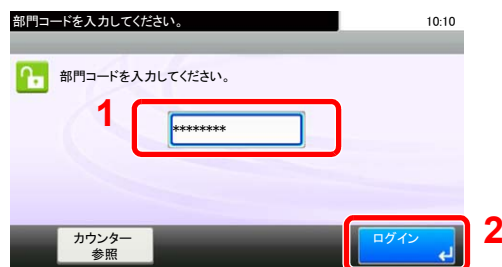 部門コードを入力してください。 10:10
部門コードを入力してください。
1
********
カウンター
参照
ログイン
2